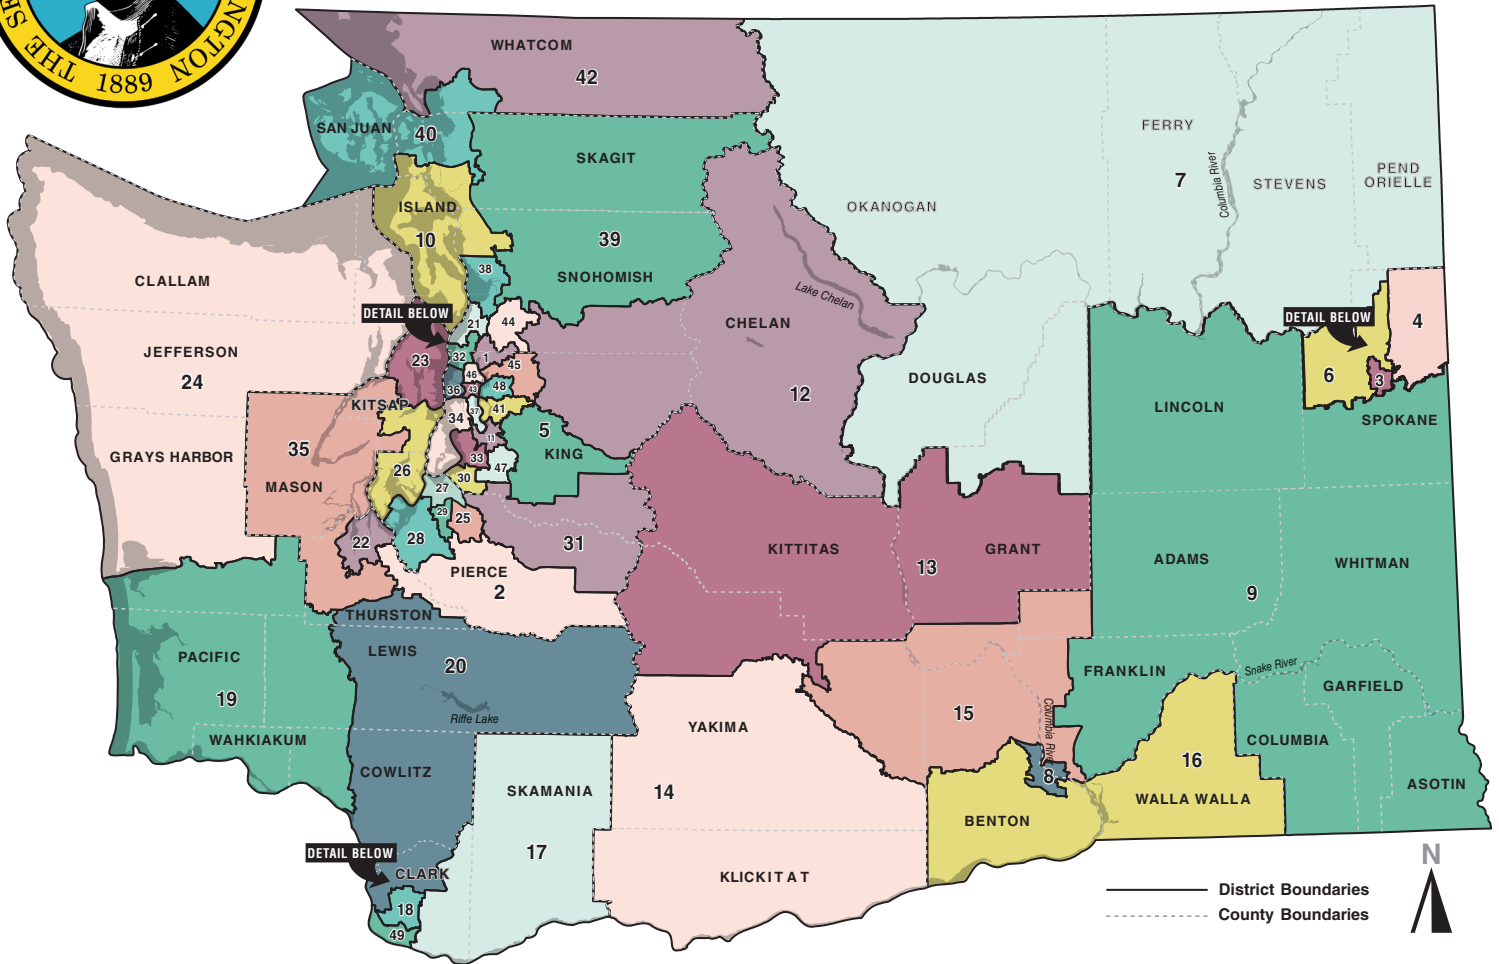 THE SE
1889
NGTON
WHATCOM
42
SAN JUAN
40
SKAGIT
FERRY
7
Columbia River
STEVENS
PEND
ORIELLE
OKANOGAN
ISLAND
10
39
SNOHOMISH
38
CLALLAM
DETAIL BELOW
21
44
Lake Chelan
CHELAN
DETAIL BELOW
4
JEFFERSON
24
23
32
1
45
46
36
43
48
12
DOUGLAS
6
3
KITSAP
34
37
41
LINCOLN
SPOKANE
35
GRAYS HARBOR
MASON
26
11
33
47
5
KING
27
30
29
25
22
28
31
KITTITAS
13
GRANT
ADAMS
9
WHITMAN
PIERCE
2
THURSTON
LEWIS
20
PACIFIC
19
Riffe Lake
WAHKIAKUM
YAKIMA
15
Columbia River
FRANKLIN
Snake River
GARFIELD
COLUMBIA
COWLITZ
SKAMANIA
14
8
16
WALLA WALLA
ASOTIN
BENTON
DETAIL BELOW
CLARK
17
KLICKITAT
18
49
N
District Boundaries
County Boundaries